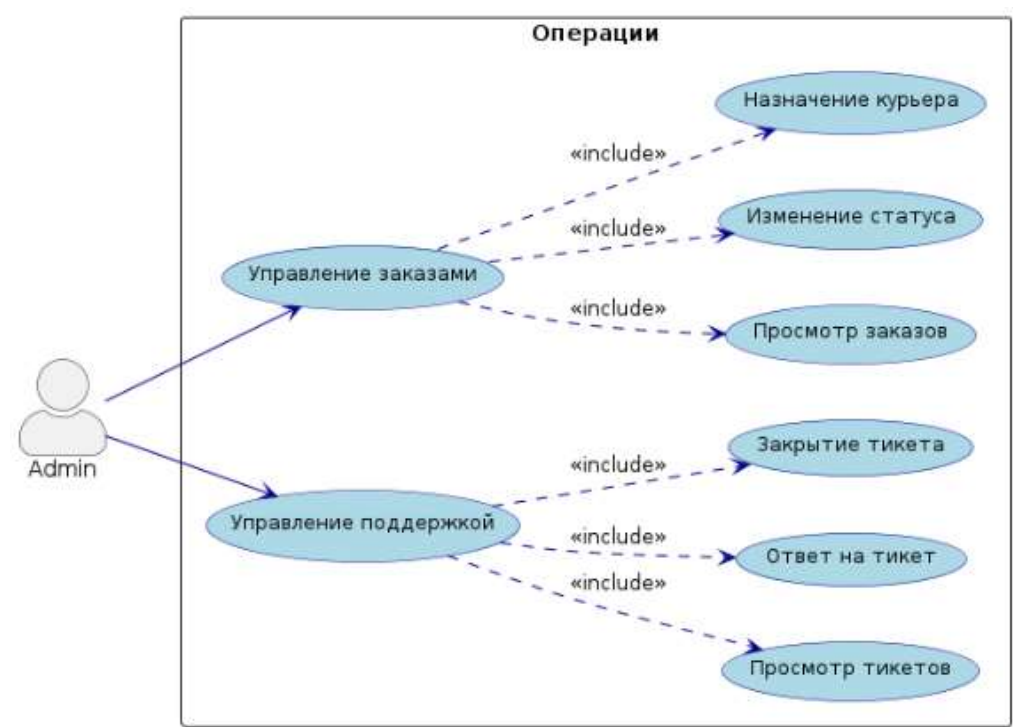 Операции
Назначение курьера
«include»
Изменение статуса
«include»
Управление заказами
«include»
Просмотр заказов
Admin
Закрытие тикета
«include»
Управление поддержкой
«include»
Ответ на тикет
«include»
Просмотр тикетов